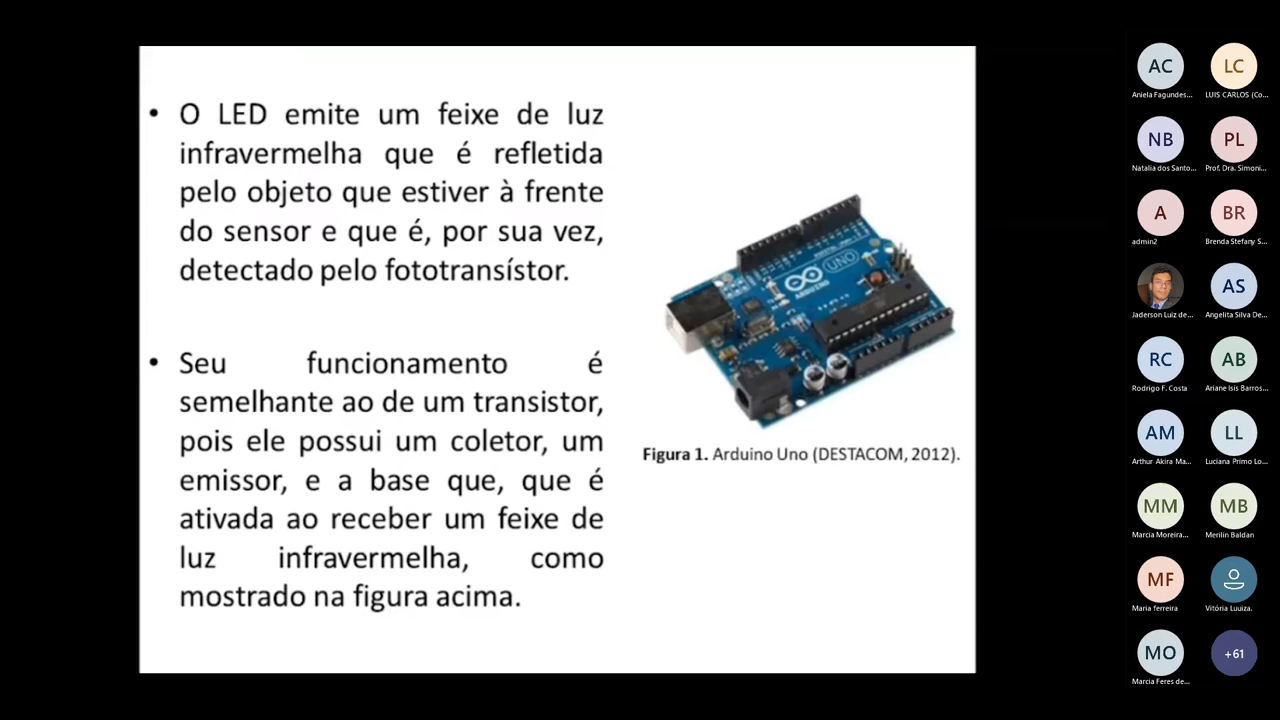 • O LED emite um feixe de luz
infravermelha que é refletida
pelo objeto que estiver à frente
do sensor e que é, por sua vez,
detectado pelo fototransístor.
• Seu funcionamento é
semelhante ao de um transistor,
pois ele possui um coletor, um
emissor, e a base que, que é
ativada ao receber um feixe de
luz infravermelha, como
mostrado na figura acima.
UNO
ARDUINO
Figura 1. Arduino Uno (DESTACOM, 2012).
AC
Aniela Fagundes...
LC
LUIS CARLOS (Co...
NB
Natalia dos Santo...
PL
Prof. Dra. Simoni...
A
admin2
BR
Brenda Stefany S...
Jaderson Luiz de...
AS
Angelita Silva De...
RC
Rodrigo F. Costa
AB
Ariane Isis Barros...
AM
Arthur Akira Ma...
LL
Luciana Primo Lo...
MM
Marcia Moreira...
MB
Merilin Baldan
MF
Maria ferreira
Vitória Luuiza.
MO
Marcia Feres de...
+61